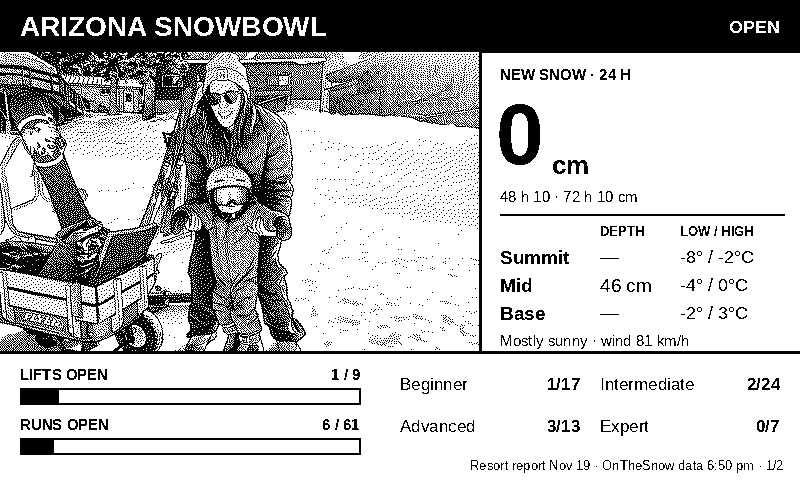 ARIZONA SNOWBOWL
OPEN
NEW SNOW · 24 H
0 cm
48 h 10 · 72 h 10 cm
DEPTH LOW / HIGH
Summit — -8° / -2°C
Mid 46 cm -4° / 0°C
Base — -2° / 3°C
Mostly sunny · wind 81 km/h
LIFTS OPEN 1 / 9
RUNS OPEN 6 / 61
Beginner 1/17 Intermediate 2/24
Advanced 3/13 Expert 0/7
Resort report Nov 19 · OnTheSnow data 6:50 pm · 1/2